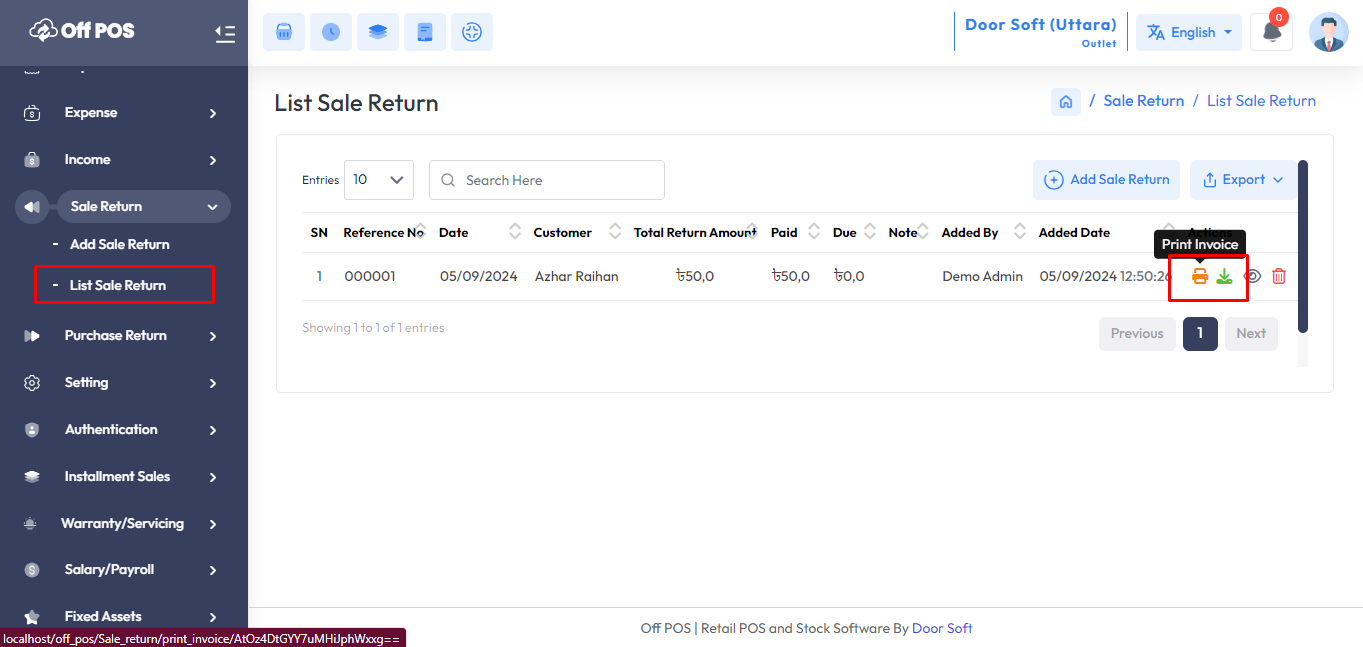 Off POS
Door Soft (Uttara)
Outlet
English
0
Expense
Income
Sale Return
- Add Sale Return
- List Sale Return
Purchase Return
Setting
Authentication
Installment Sales
Warranty/Servicing
Salary/Payroll
Fixed Assets
List Sale Return
/ Sale Return / List Sale Return
Entries 10 Search Here
Add Sale Return Export
SN Reference No Date Customer Total Return Amount Paid Due Note Added By Added Date Actions
Print Invoice
1 000001 05/09/2024 Azhar Raihan ৳50,0 ৳50,0 ৳0,0 Demo Admin 05/09/2024 12:50:26
Showing 1 to 1 of 1 entries
Previous 1 Next
Off POS | Retail POS and Stock Software By Door Soft
localhost/off_pos/Sale_return/print_invoice/AtOz4DtGYY7uMHiJphWxxg==